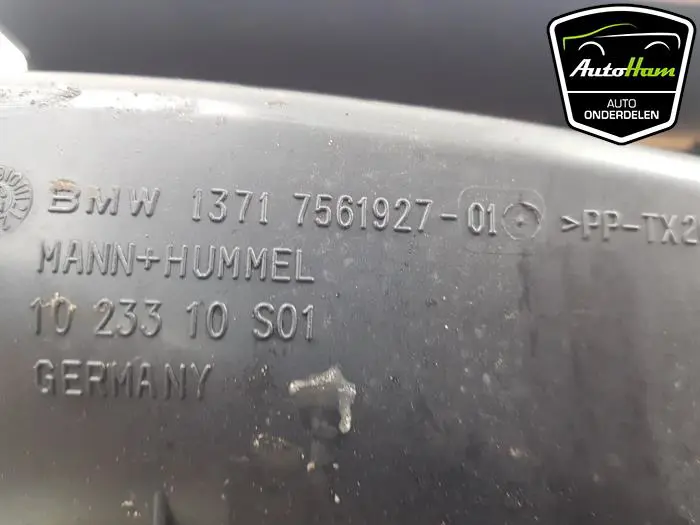 AutoHam
AUTO
ONDERDELEN
BMW 1371 7561927-01 >PP-TX2
MANN+HUMMEL
10 233 10 S01
GERMANY